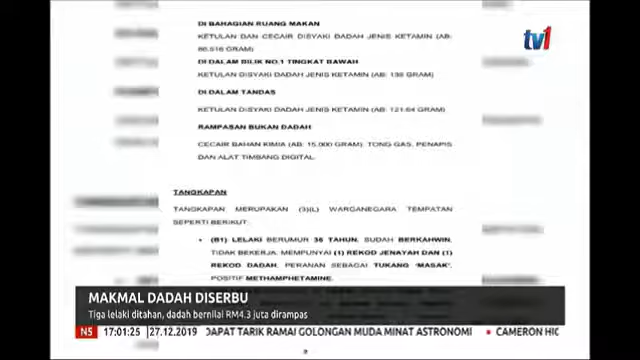 DI BAHAGIAN RUANG MAKAN
KETULAN DAN CECAIR DISYAKI DADAH JENIS KETAMIN (AB:
86.516 GRAM)
DI DALAM BILIK NO.1 TINGKAT BAWAH
KETULAN DISYAKI DADAH JENIS KETAMIN (AB: 138 GRAM)
DI DALAM TANDAS
KETULAN DISYAKI DADAH JENIS KETAMIN (AB: 121.64 GRAM)
RAMPASAN BUKAN DADAH
CECAIR BAHAN KIMIA (AB: 15.000 GRAM), TONG GAS, PENAPIS
DAN ALAT TIMBANG DIGITAL.
TANGKAPAN
TANGKAPAN MERUPAKAN (3)(L) WARGANEGARA TEMPATAN
SEPERTI BERIKUT:
• (B1) LELAKI BERUMUR 36 TAHUN, SUDAH BERKAHWIN,
TIDAK BEKERJA. MEMPUNYAI (1) REKOD JENAYAH DAN (1)
REKOD DADAH. PERANAN SEBAGAI TUKANG 'MASAK'.
POSITIF METHAMPHETAMINE.
tv1
MAKMAL DADAH DISERBU
Tiga lelaki ditahan, dadah bernilai RM4.3 juta dirampas
N5 17:01:25 27.12.2019 DAPAT TARIK RAMAI GOLONGAN MUDA MINAT ASTRONOMI • CAMERON HIG